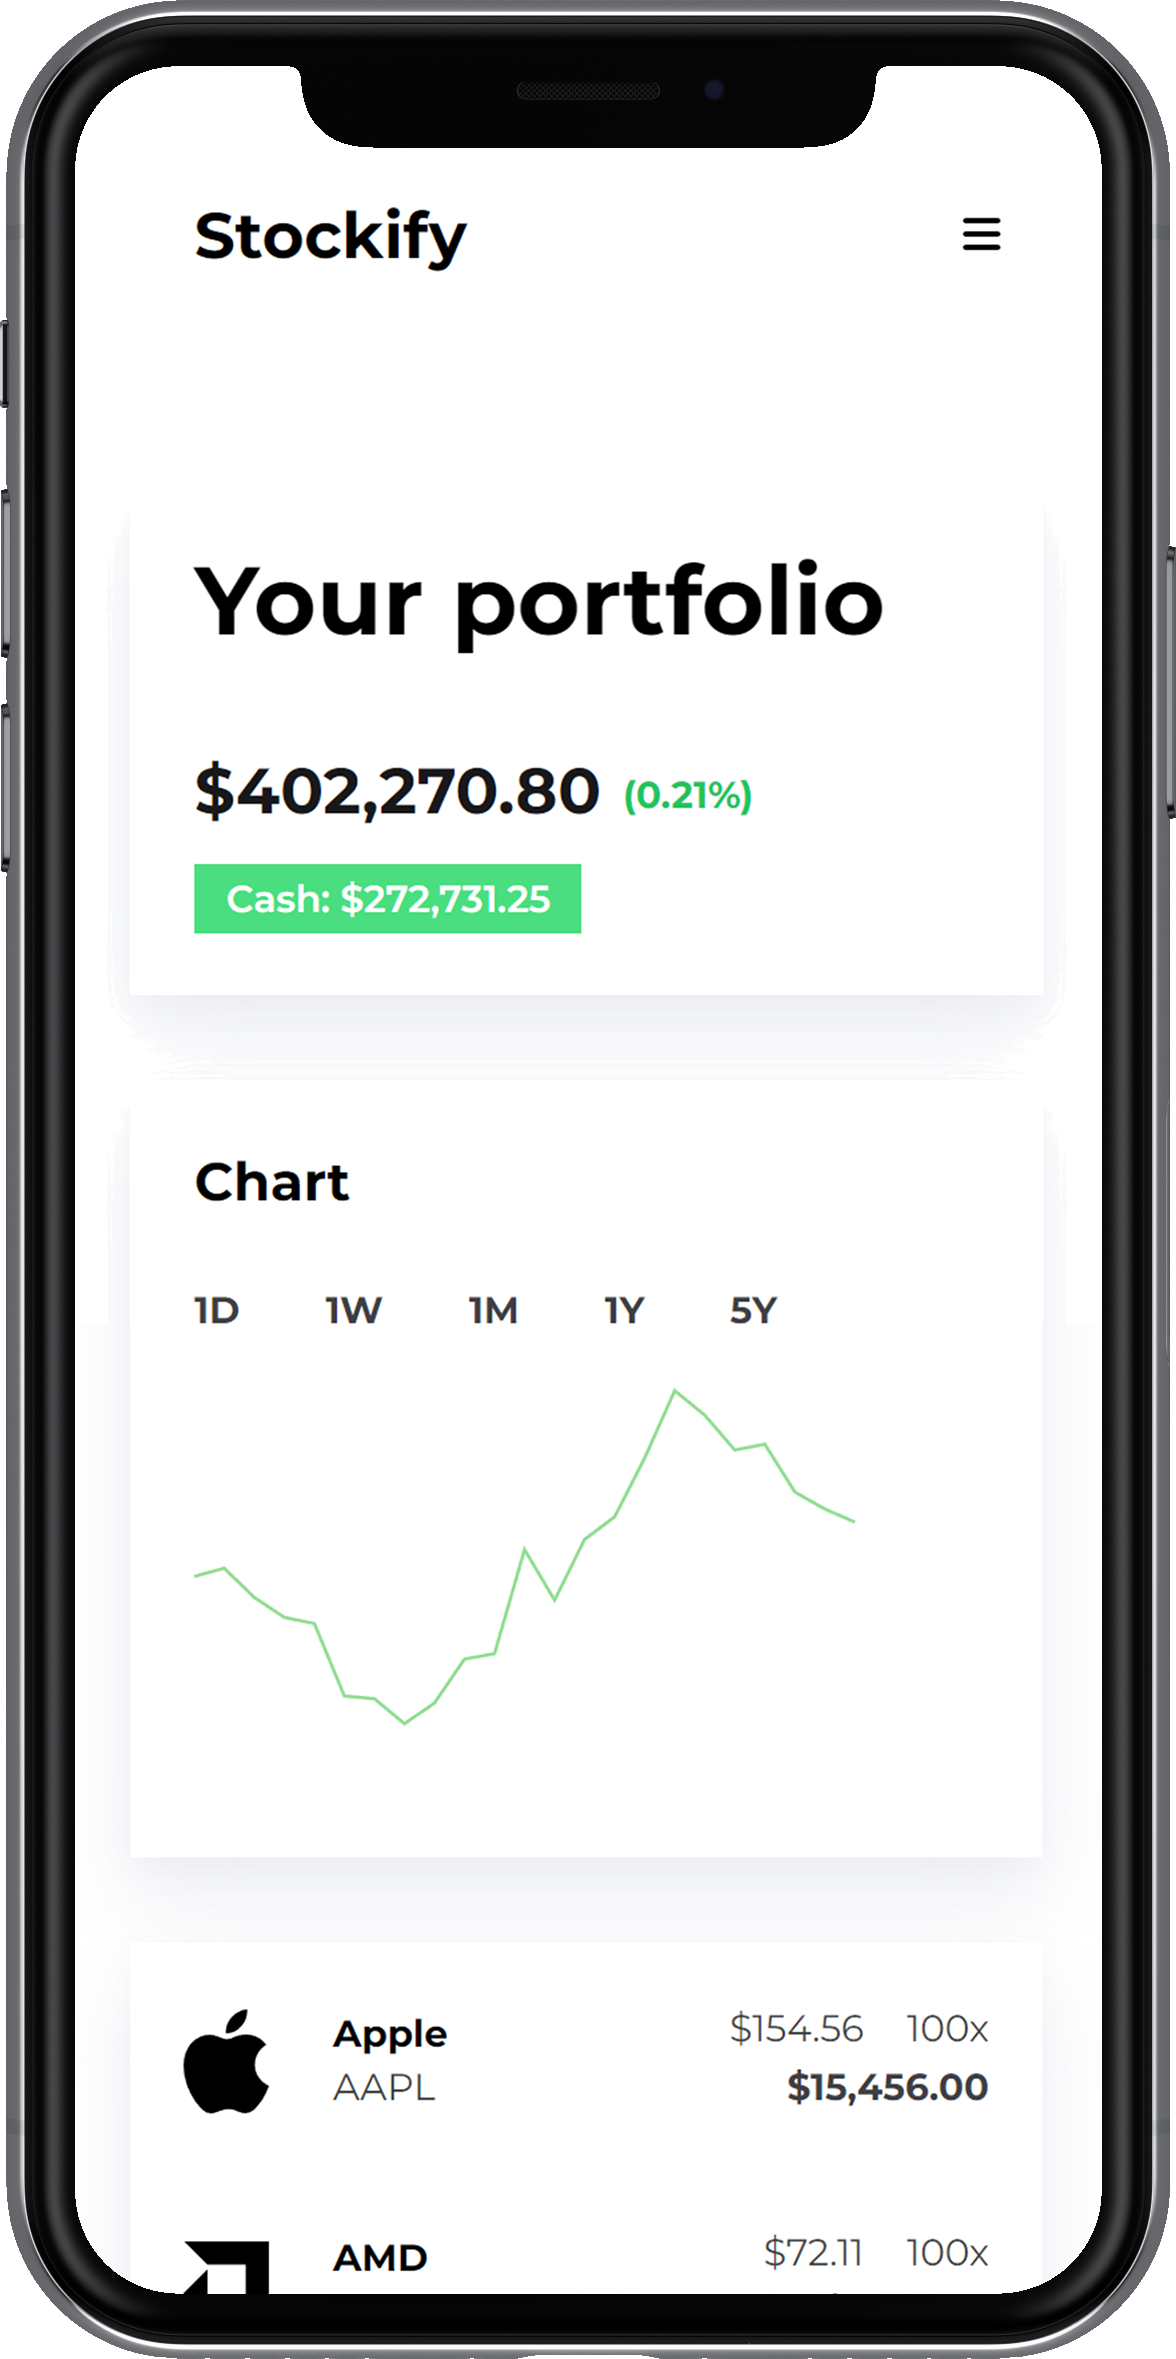 Stockify
Your portfolio
$402,270.80 (0.21%)
Cash: $272,731.25
Chart
1D 1W 1M 1Y 5Y
Apple $154.56 100x
AAPL $15,456.00
AMD $72.11 100x